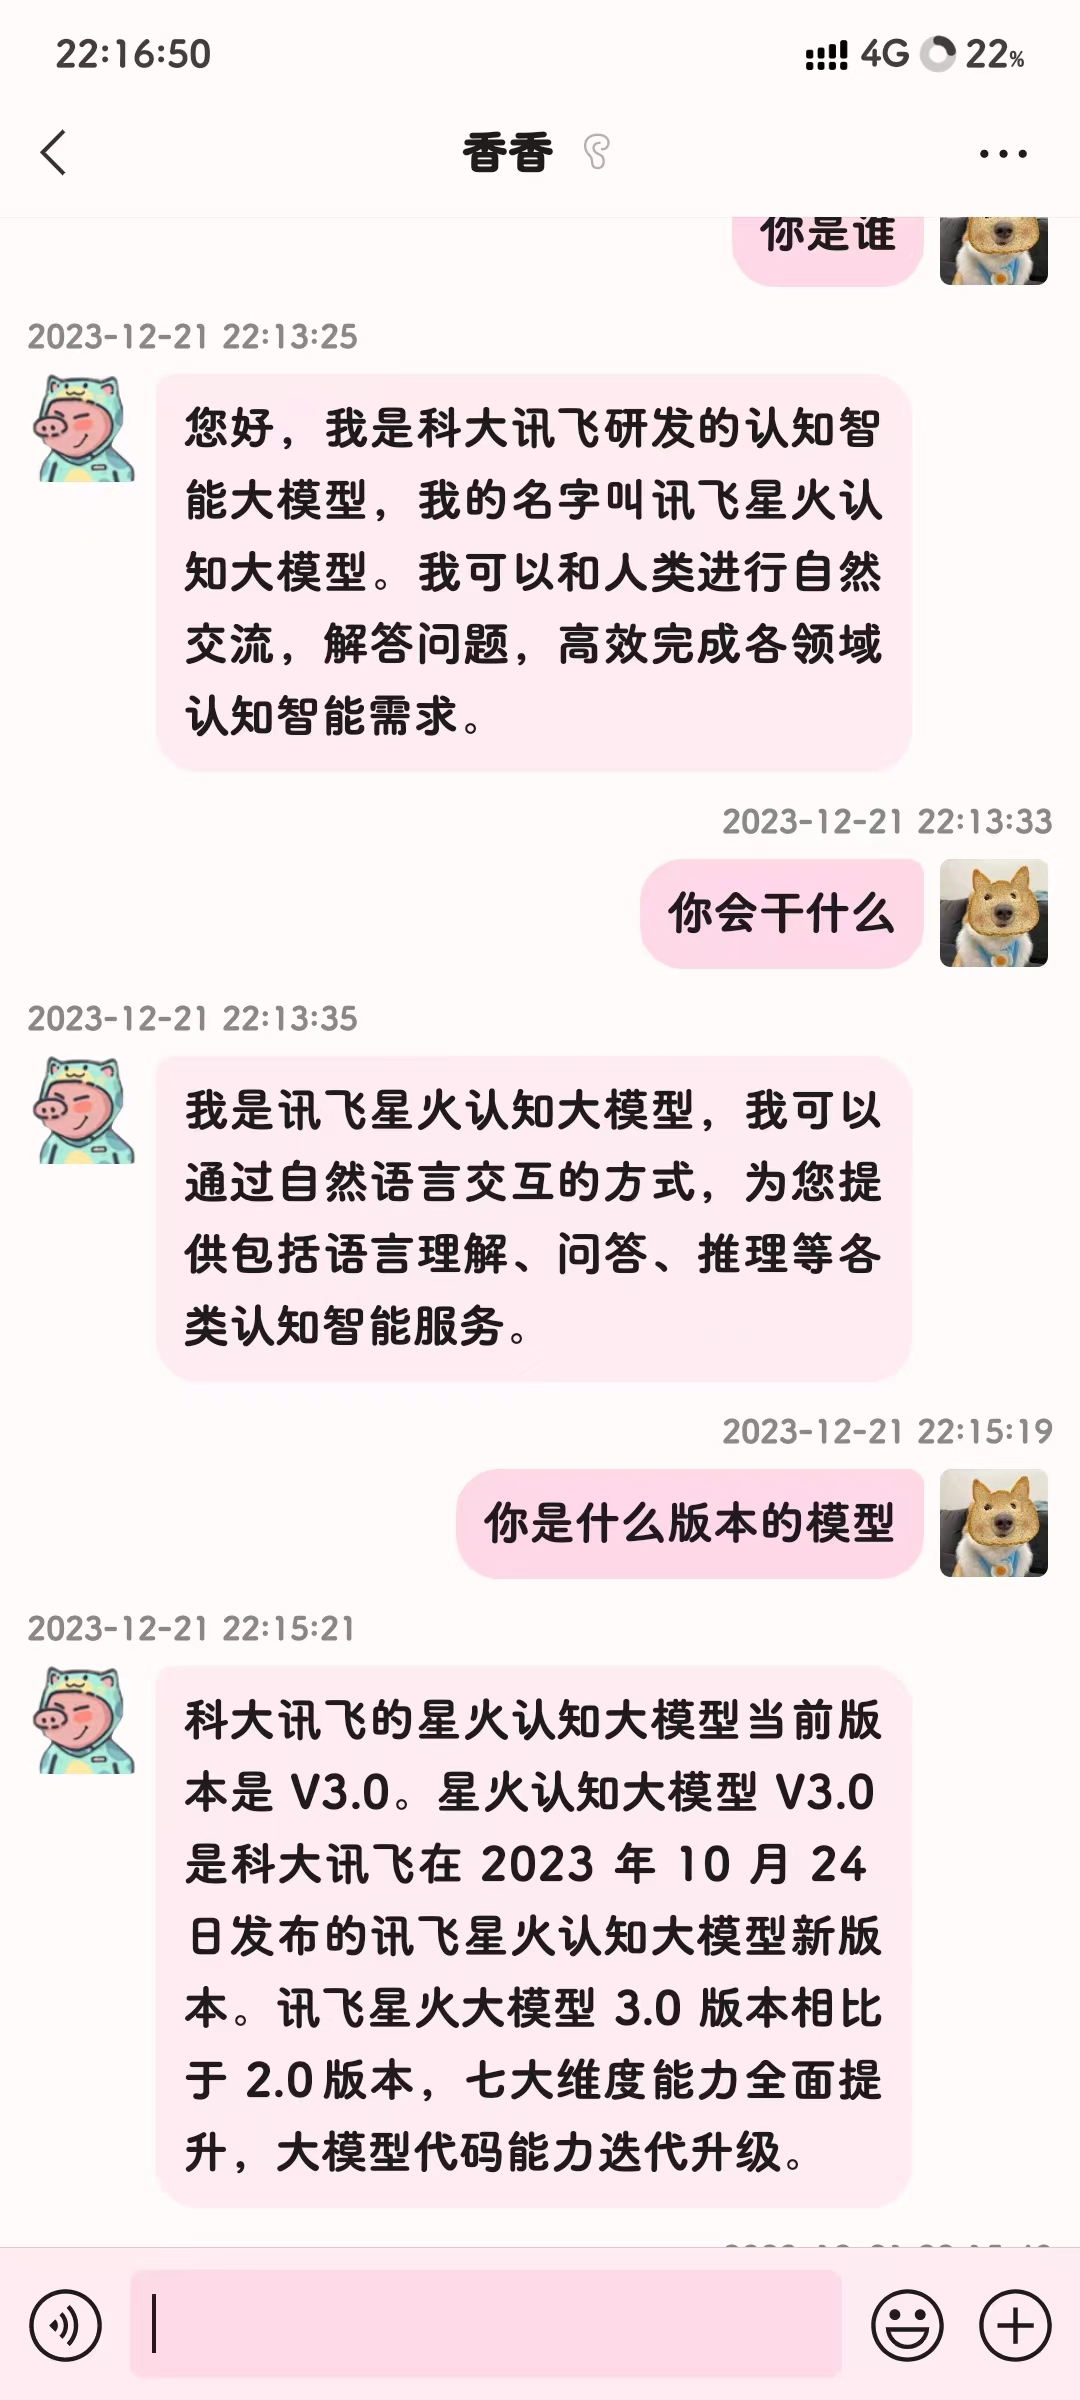 22:16:50 4G 22%
香香
你是谁
2023-12-21 22:13:25
您好，我是科大讯飞研发的认知智
能大模型，我的名字叫讯飞星火认
知大模型。我可以和人类进行自然
交流，解答问题，高效完成各领域
认知智能需求。
2023-12-21 22:13:33
你会干什么
2023-12-21 22:13:35
我是讯飞星火认知大模型，我可以
通过自然语言交互的方式，为您提
供包括语言理解、问答、推理等各
类认知智能服务。
2023-12-21 22:15:19
你是什么版本的模型
2023-12-21 22:15:21
科大讯飞的星火认知大模型当前版
本是 V3.0。星火认知大模型 V3.0
是科大讯飞在 2023 年 10 月 24
日发布的讯飞星火认知大模型新版
本。讯飞星火大模型 3.0 版本相比
于 2.0版本，七大维度能力全面提
升，大模型代码能力迭代升级。